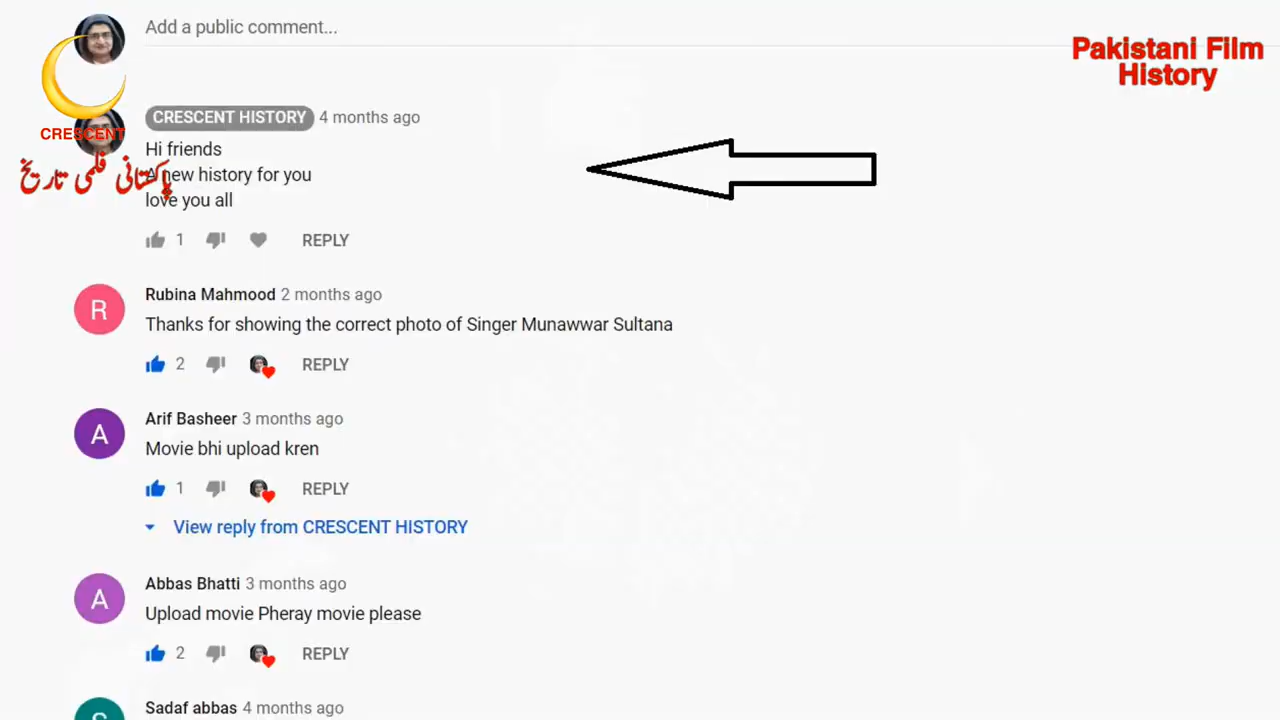 Add a public comment...
Pakistani Film
History
CRESCENT HISTORY 4 months ago
CRESCENT
Hi friends
A new history for you
پاکستانی فلمی تاریخ
love you all
1 REPLY
R
Rubina Mahmood 2 months ago
Thanks for showing the correct photo of Singer Munawwar Sultana
2 REPLY
A
Arif Basheer 3 months ago
Movie bhi upload kren
1 REPLY
View reply from CRESCENT HISTORY
A
Abbas Bhatti 3 months ago
Upload movie Pheray movie please
2 REPLY
S
Sadaf abbas 4 months ago